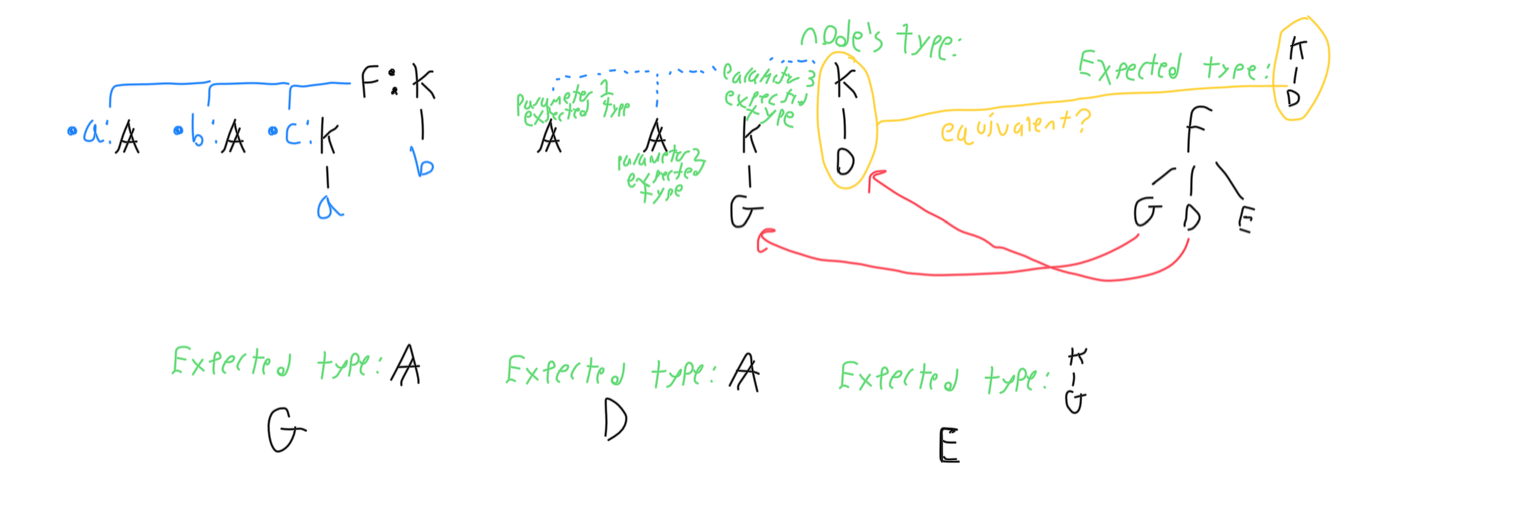 node's type:
Expected type: K
D
F: K
b
•a: A •b: A •c: K
a
Parameter 1
expected type
A
A
parameter 2
expected
type
Parameter 3
expected
type
K
G
K
D
equivalent?
F
G D E
Expected type: A
G
Expected type: A
D
Expected type: K
G
E